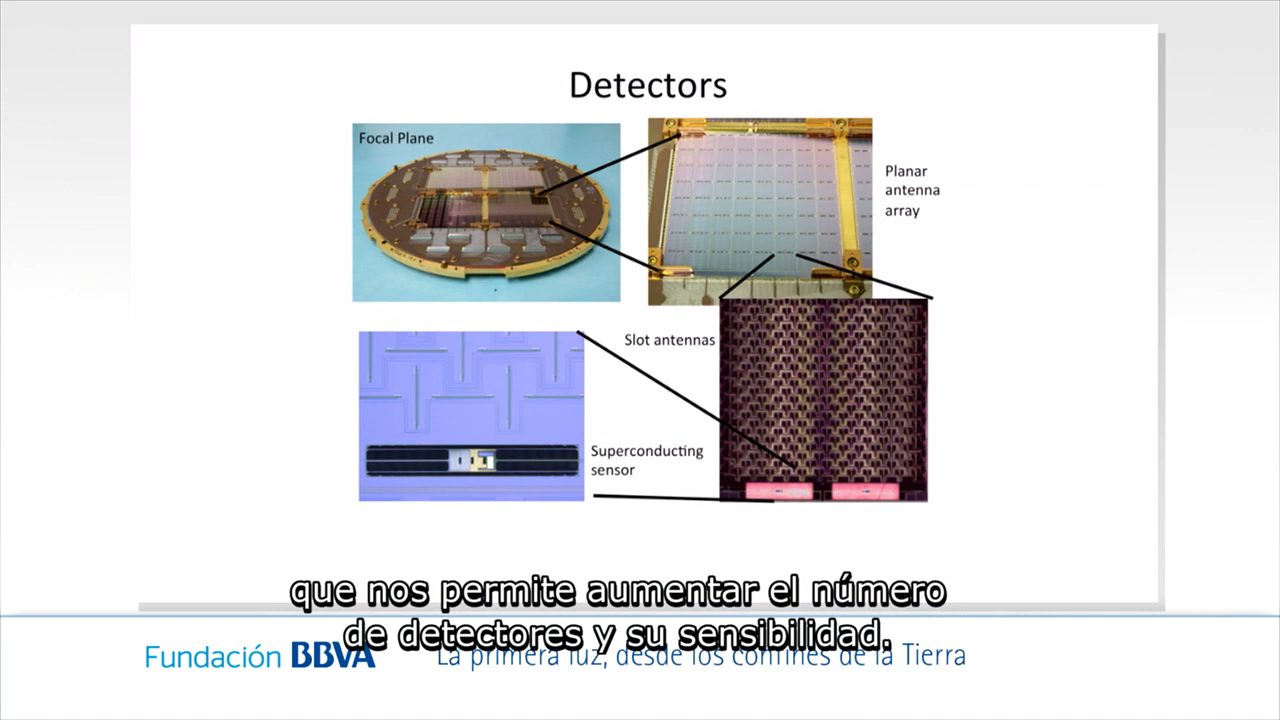 Detectors
Focal Plane
Planar
antenna
array
Slot antennas
Superconducting
sensor
que nos permite aumentar el número
de detectores y su sensibilidad.
Fundación BBVA
La primera luz, desde los confines de la Tierra